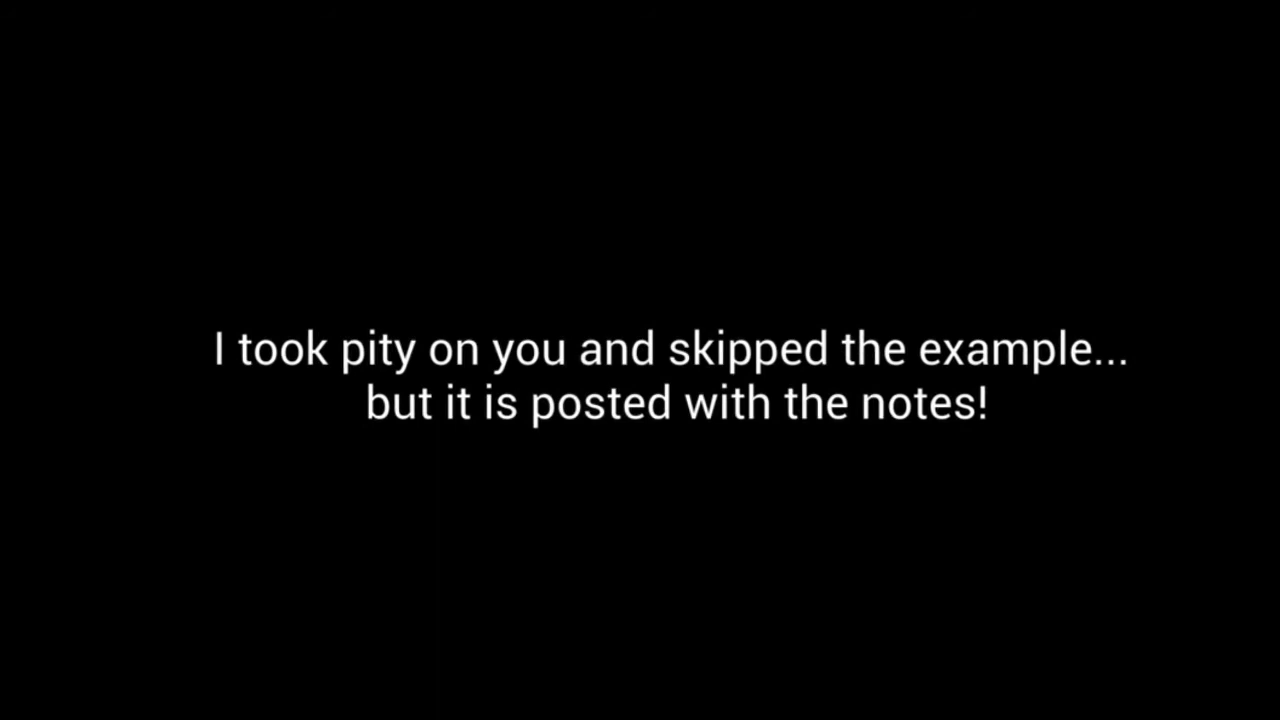 I took pity on you and skipped the example...
but it is posted with the notes!